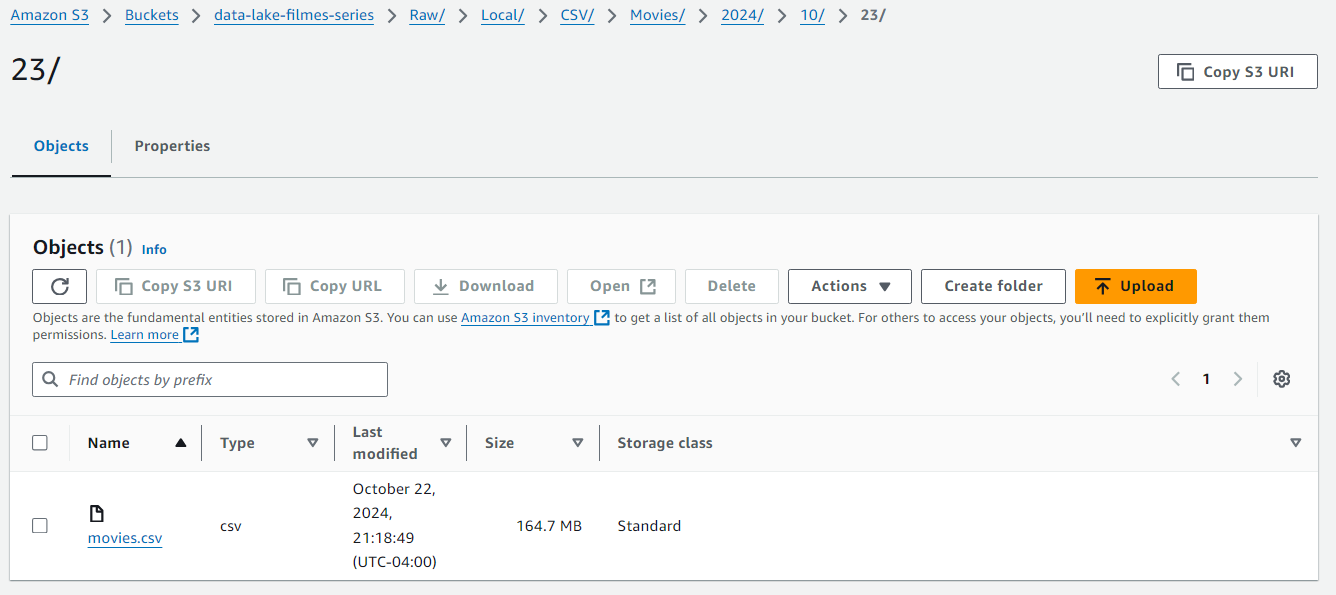 Amazon S3 > Buckets > data-lake-filmes-series > Raw/ > Local/ > CSV/ > Movies/ > 2024/ > 10/ > 23/
23/
Copy S3 URI
Objects Properties
Objects (1) Info
Copy S3 URI Copy URL Download Open Delete Actions Create folder Upload
Objects are the fundamental entities stored in Amazon S3. You can use Amazon S3 inventory to get a list of all objects in your bucket. For others to access your objects, you’ll need to explicitly grant them
permissions. Learn more
Find objects by prefix
1
Name Type Last modified Size Storage class
movies.csv csv October 22, 2024, 21:18:49 (UTC-04:00) 164.7 MB Standard